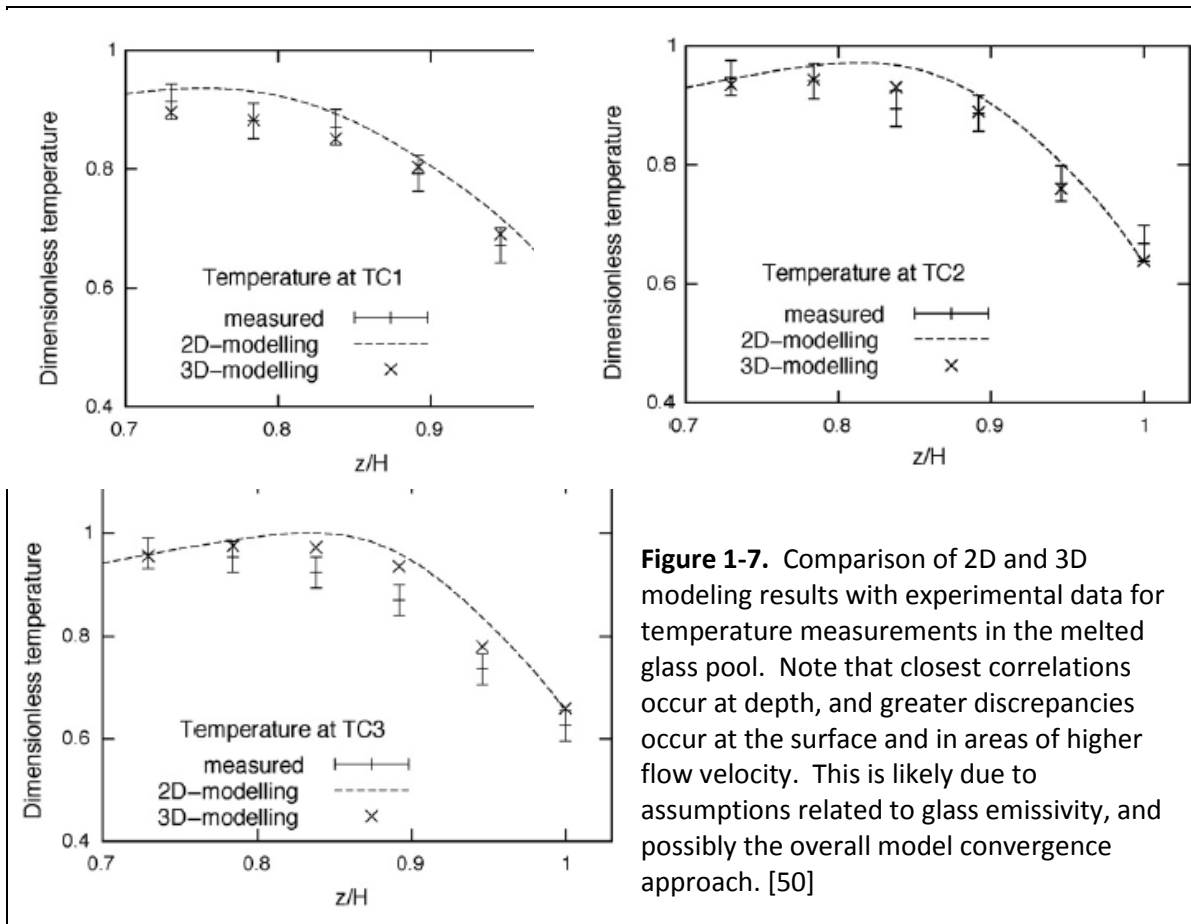 1
0.8
0.6
0.4
0.7
0.8
0.9
Dimensionless temperature
z/H
Temperature at TC1
measured
2D−modelling
3D−modelling
1
0.8
0.6
0.4
0.7
0.8
0.9
1
Dimensionless temperature
z/H
Temperature at TC2
measured
2D−modelling
3D−modelling
1
0.8
0.6
0.4
0.7
0.8
0.9
1
Dimensionless temperature
z/H
Temperature at TC3
measured
2D−modelling
3D−modelling
Figure 1-7. Comparison of 2D and 3D
modeling results with experimental data for
temperature measurements in the melted
glass pool. Note that closest correlations
occur at depth, and greater discrepancies
occur at the surface and in areas of higher
flow velocity. This is likely due to
assumptions related to glass emissivity, and
possibly the overall model convergence
approach. [50]